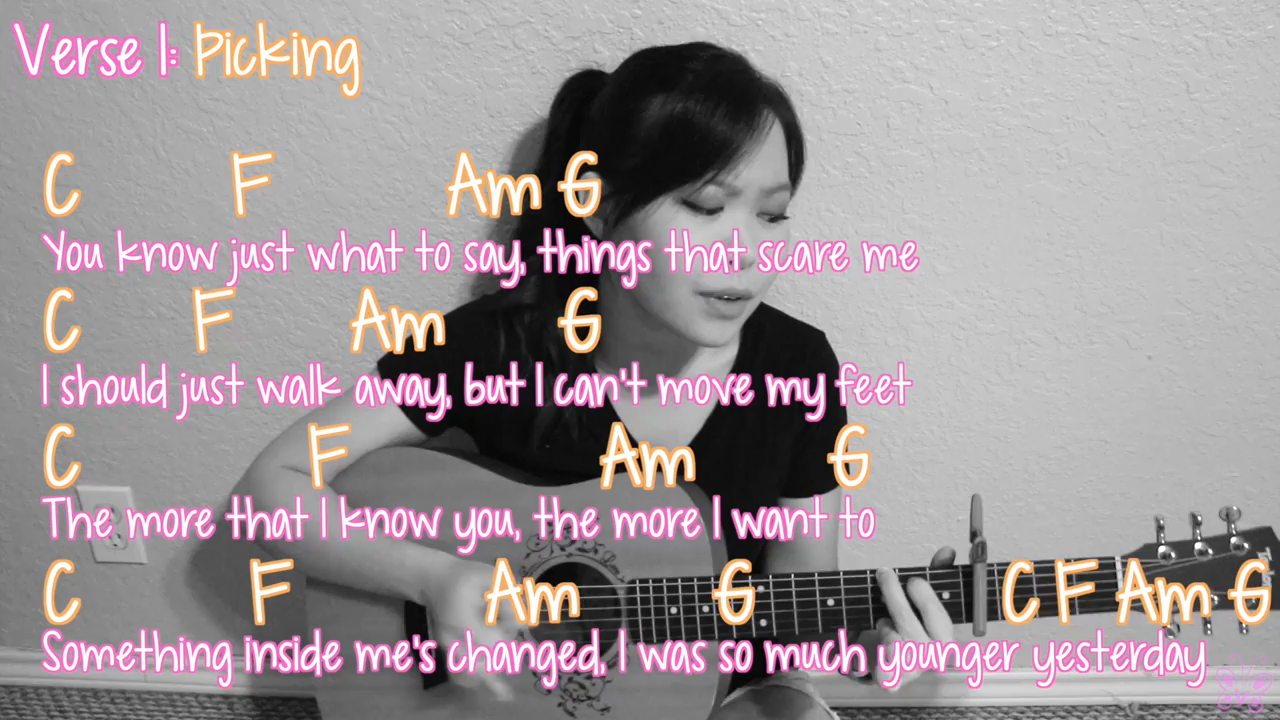 Verse 1: Picking
C F Am G
You know just what to say, things that scare me
C F Am G
I should just walk away, but I can't move my feet
C F Am G
The more that I know you, the more I want to
C F Am G C F Am G
Something inside me's changed, I was so much younger yesterday